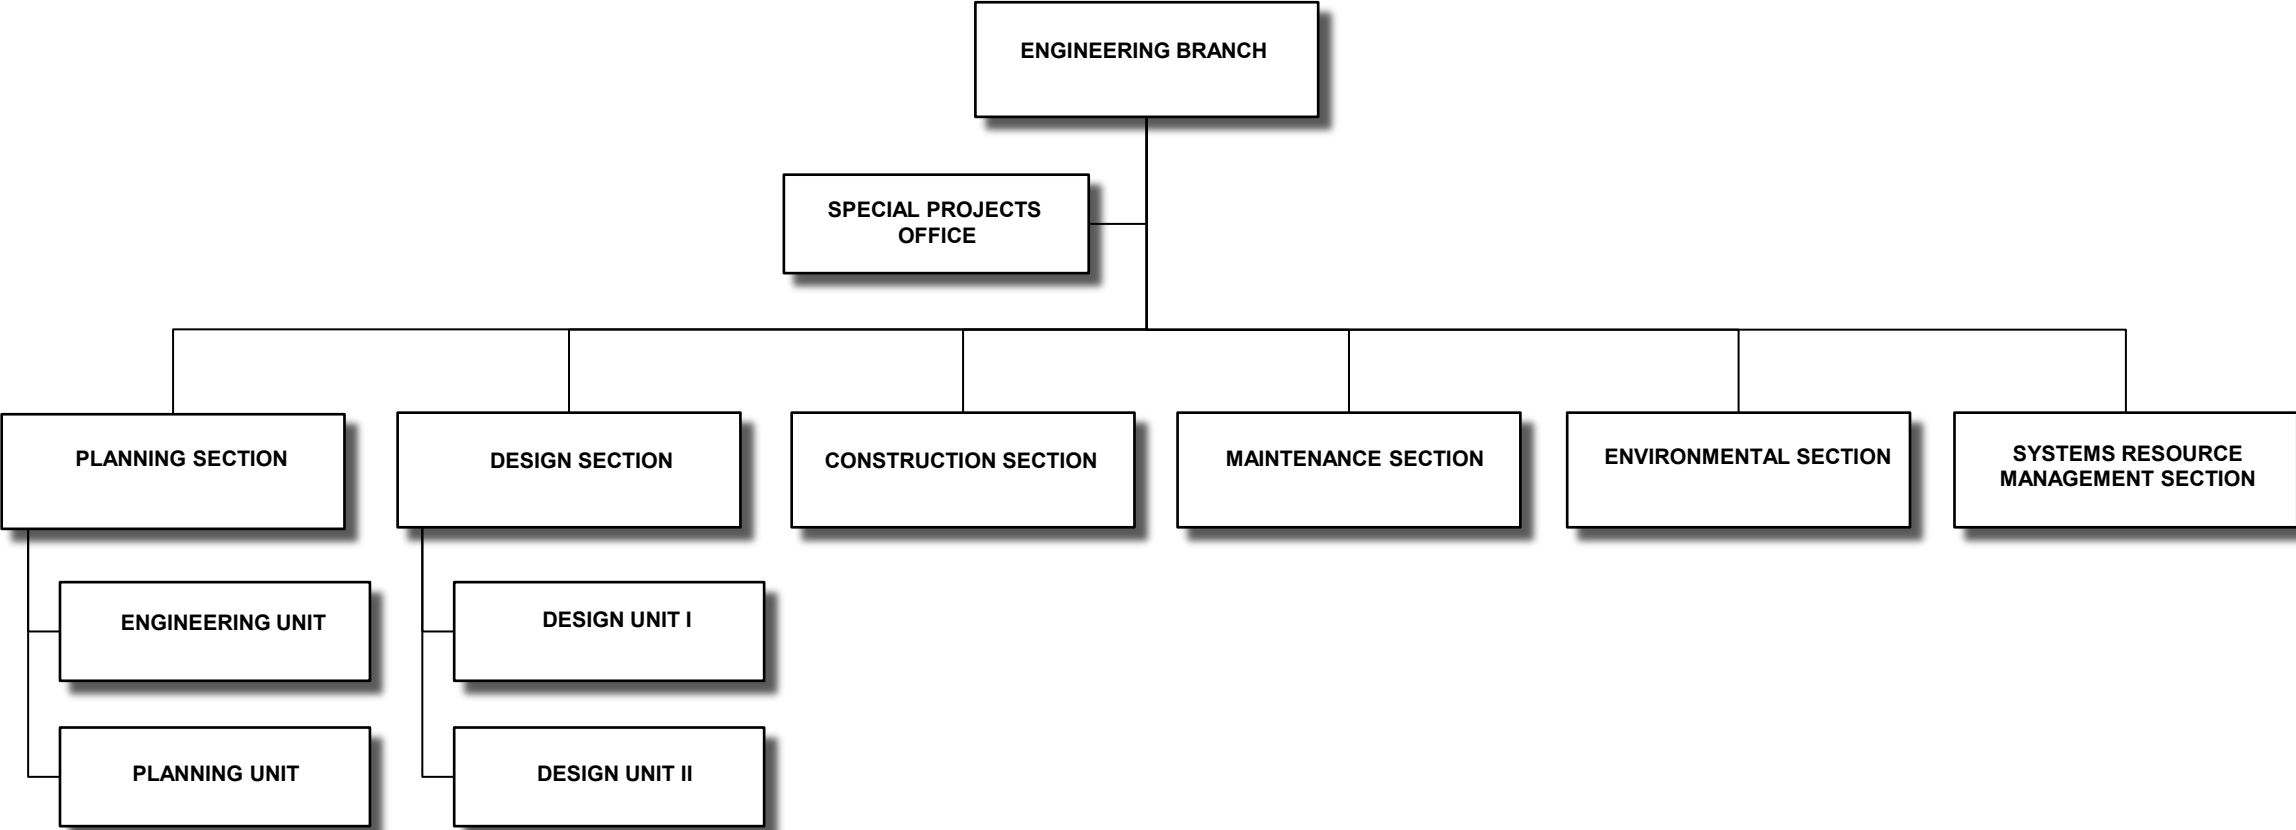 ENGINEERING BRANCH
SPECIAL PROJECTS
OFFICE
PLANNING SECTION
DESIGN SECTION
CONSTRUCTION SECTION
MAINTENANCE SECTION
ENVIRONMENTAL SECTION
SYSTEMS RESOURCE
MANAGEMENT SECTION
ENGINEERING UNIT
DESIGN UNIT I
PLANNING UNIT
DESIGN UNIT II